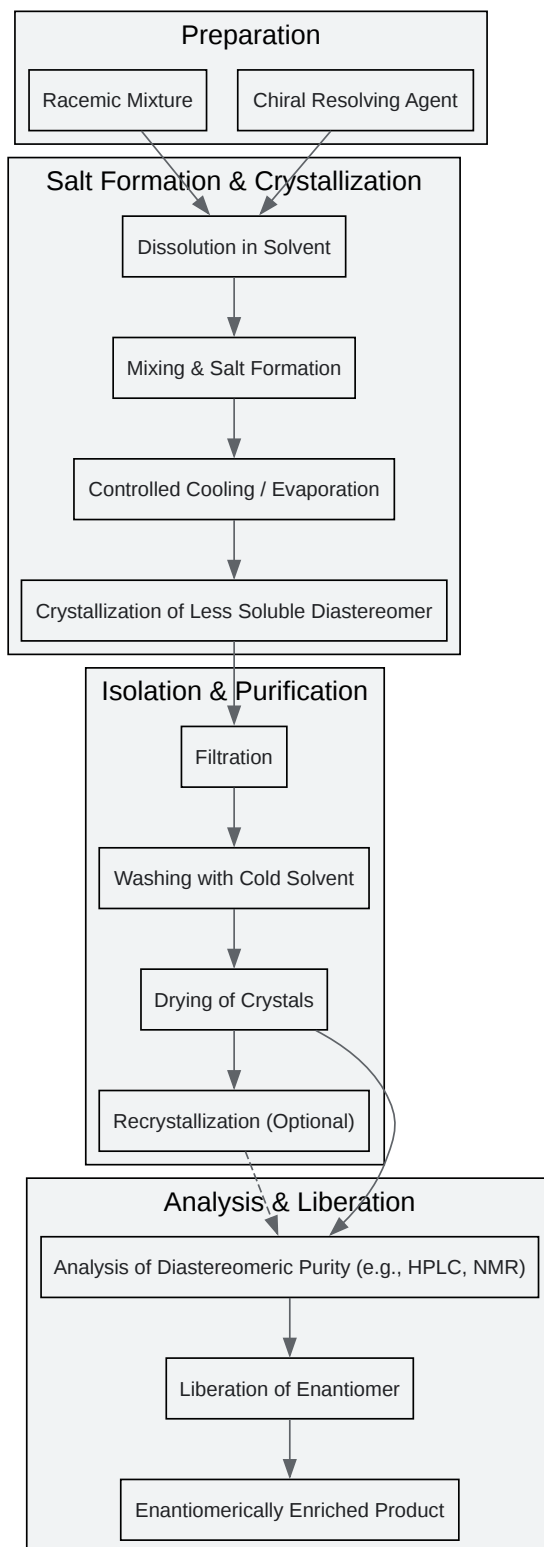 Preparation
Racemic Mixture
Chiral Resolving Agent
Salt Formation & Crystallization
Dissolution in Solvent
Mixing & Salt Formation
Controlled Cooling / Evaporation
Crystallization of Less Soluble Diastereomer
Isolation & Purification
Filtration
Washing with Cold Solvent
Drying of Crystals
Recrystallization (Optional)
Analysis & Liberation
Analysis of Diastereomeric Purity (e.g., HPLC, NMR)
Liberation of Enantiomer
Enantiomerically Enriched Product